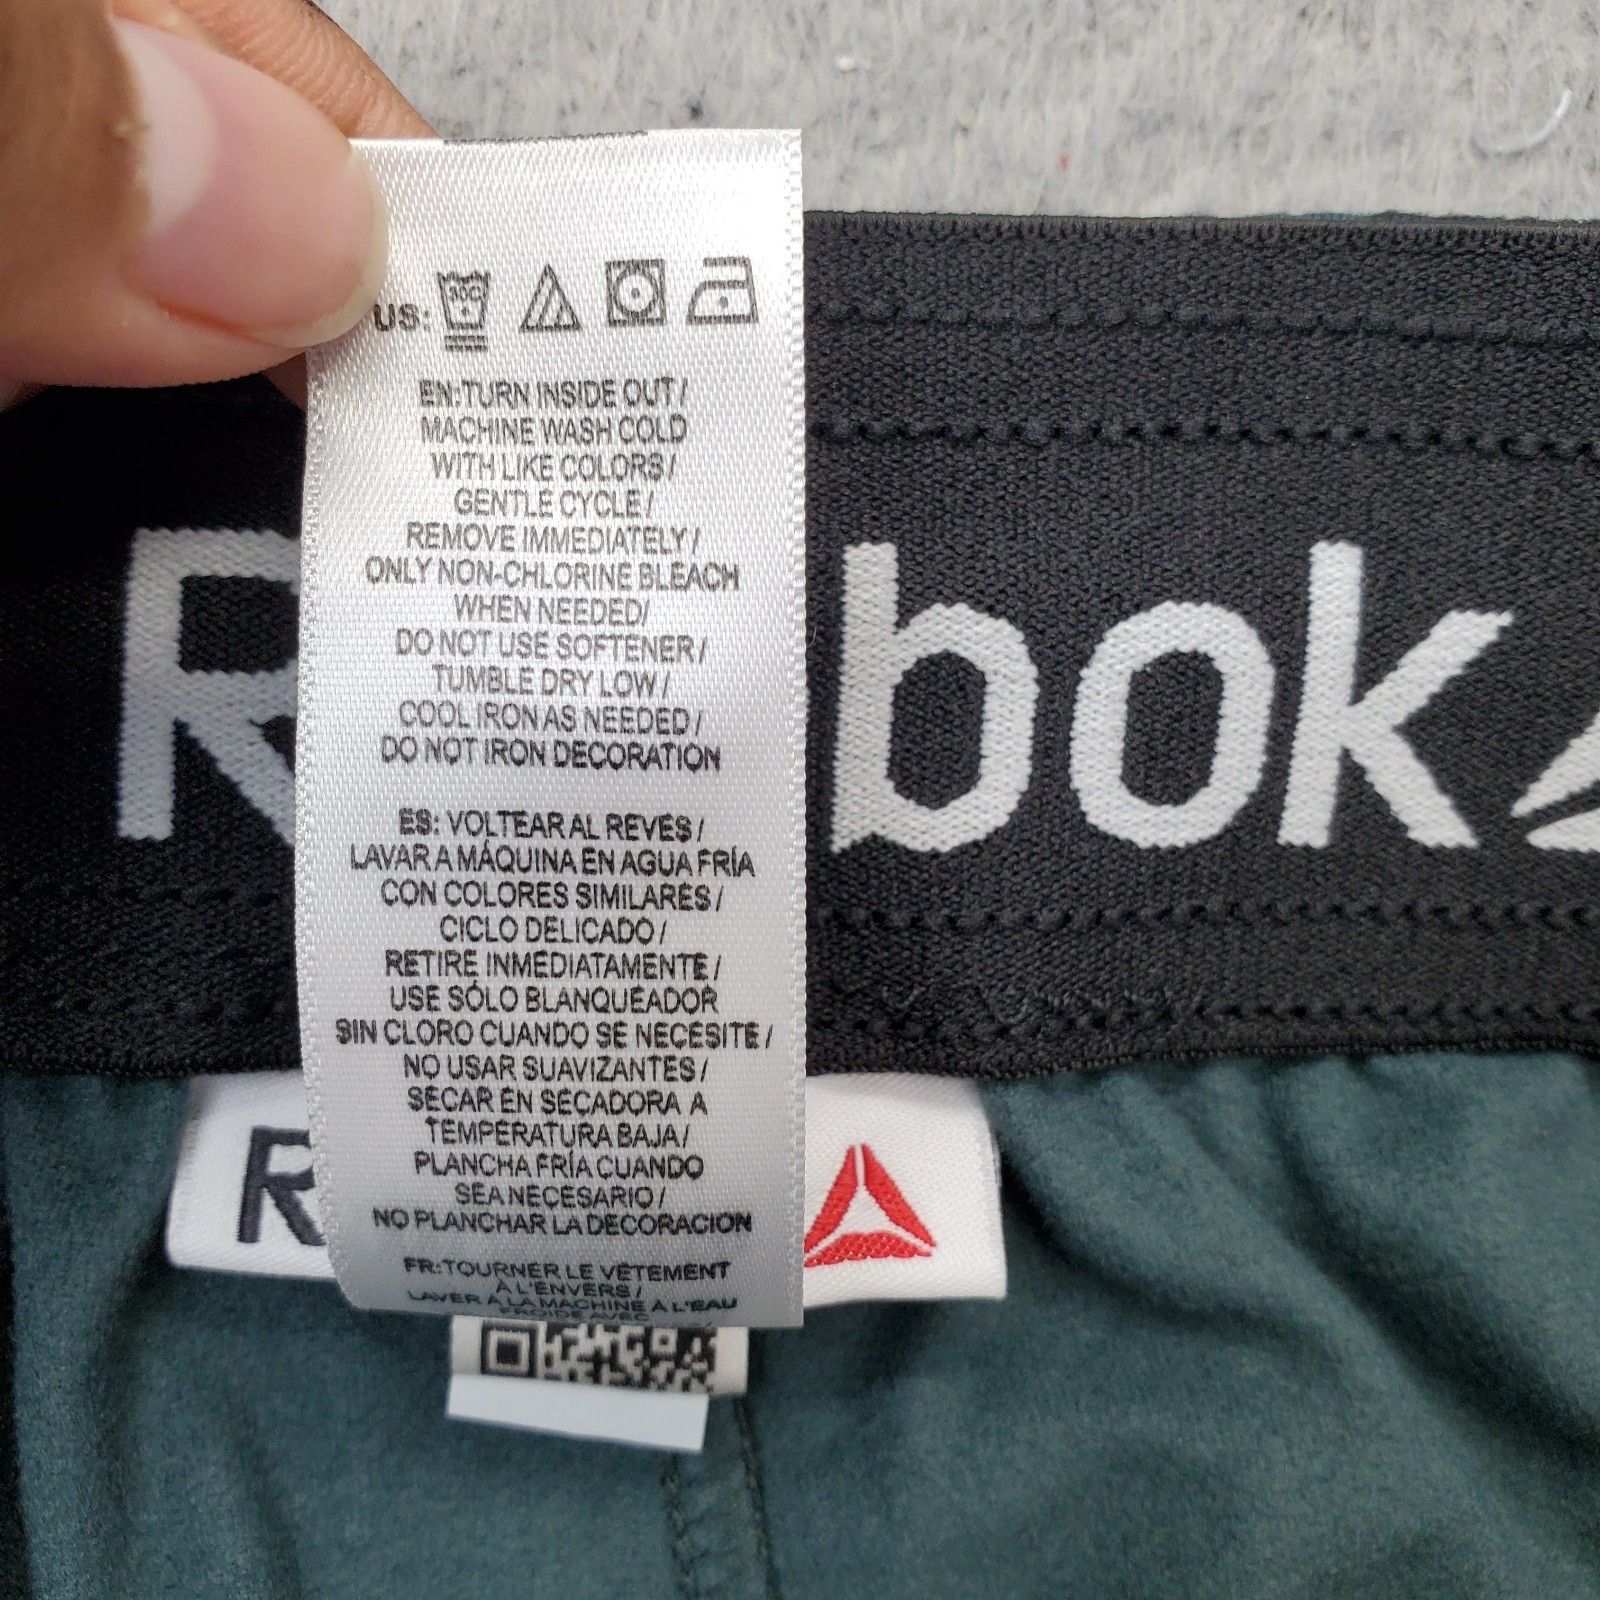 US: 30C
EN:TURN INSIDE OUT/
MACHINE WASH COLD
WITH LIKE COLORS/
GENTLE CYCLE/
REMOVE IMMEDIATELY/
ONLY NON-CHLORINE BLEACH
WHEN NEEDED/
DO NOT USE SOFTENER/
TUMBLE DRY LOW/
COOL IRON AS NEEDED/
DO NOT IRON DECORATION
ES: VOLTEAR AL REVÉS/
LAVAR A MÁQUINA EN AGUA FRÍA
CON COLORES SIMILARES/
CICLO DELICADO/
RETIRE INMEDIATAMENTE/
USE SÓLO BLANQUEADOR
SIN CLORO CUANDO SE NECESITE/
NO USAR SUAVIZANTES/
SECAR EN SECADORA A
TEMPERATURA BAJA/
PLANCHA FRÍA CUANDO
SEA NECESARIO/
NO PLANCHAR LA DECORACION
FR:TOURNER LE VÊTEMENT
À L'ENVERS/
LAVER À LA MACHINE À L'EAU
FROIDE AVEC
R bok
R